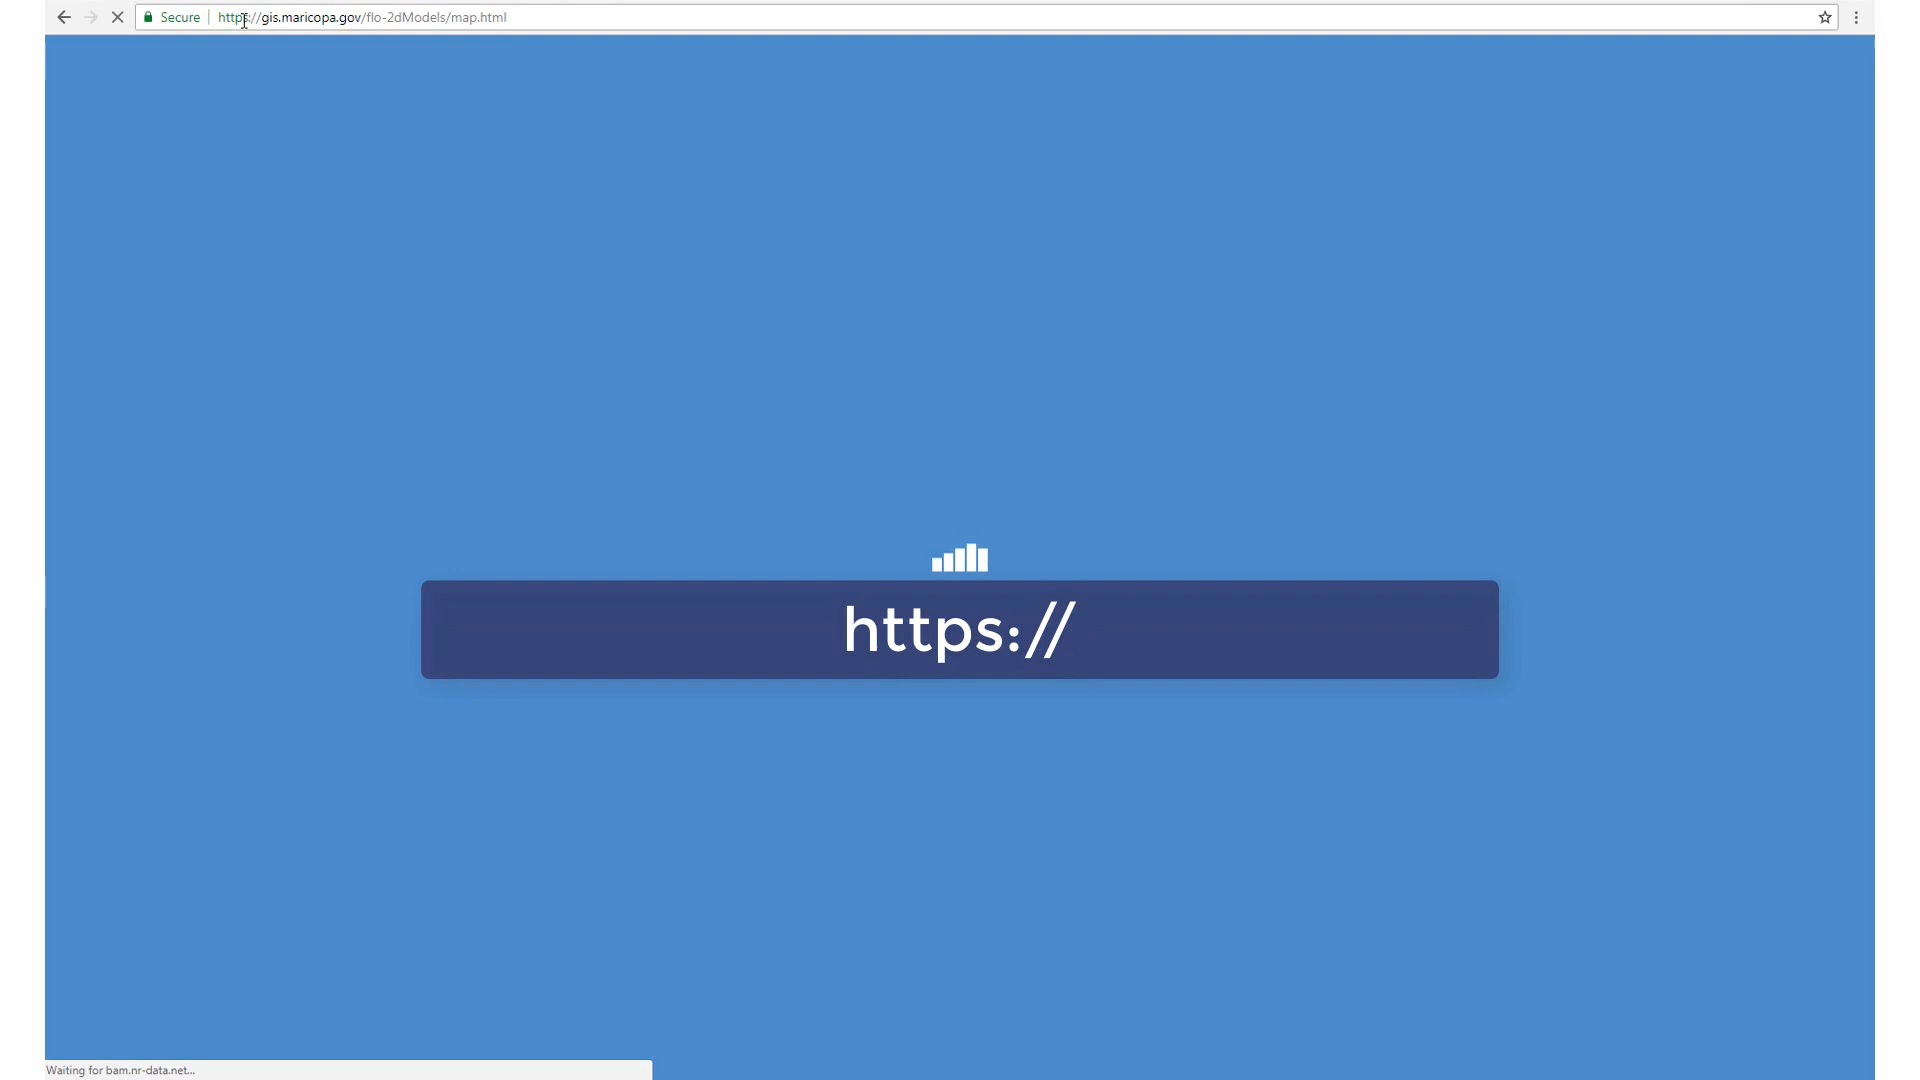 Secure https://gis.maricopa.gov/flo-2dModels/map.html
https://
Waiting for bam.nr-data.net...